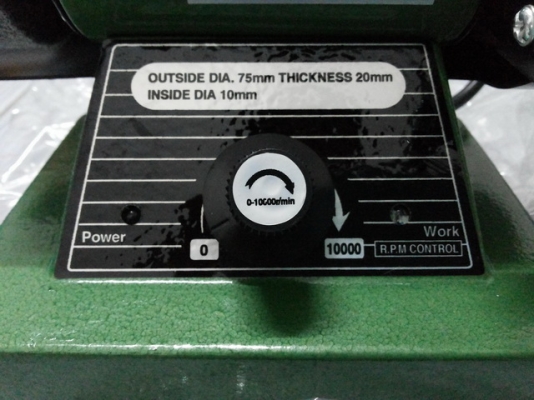 OUTSIDE DIA. 75mm THICKNESS 20mm
INSIDE DIA 10mm
0-10000r/min
Power
Work
0
10000
R.P.M CONTROL